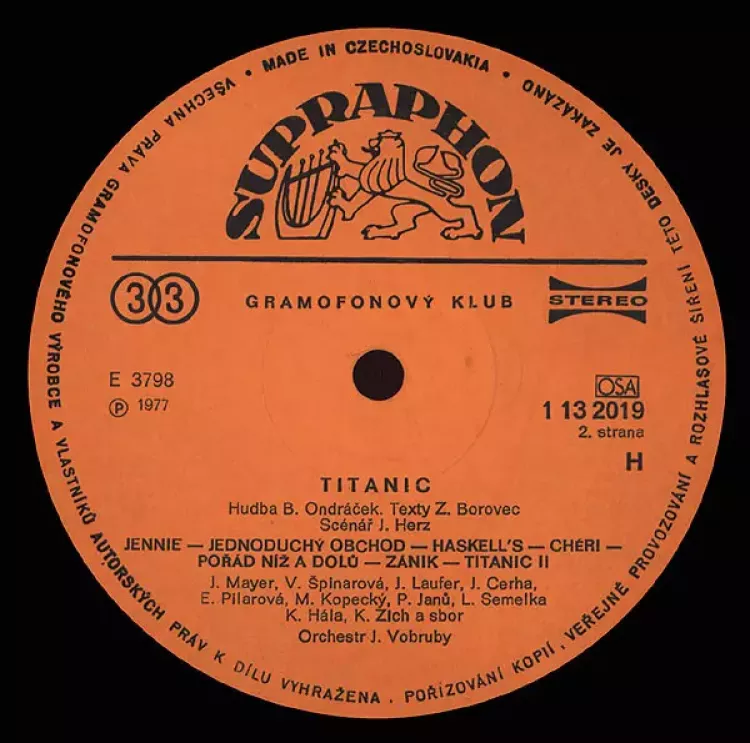 VŠECHNA PRÁVA GRAMOFONOVÉHO VÝROBCE A VLASTNÍKŮ AUTORSKÝCH PRÁV K DÍLU VYHRAŽENA . POŘIZOVÁNÍ KOPIÍ, VEŘEJNÉ PROVOZOVÁNÍ A ROZHLASOVÉ ŠÍŘENÍ TÉTO DESKY JE ZAKÁZÁNO
• MADE IN CZECHOSLOVAKIA •
SUPRAPHON
33
GRAMOFONOVÝ KLUB
STEREO
E 3798
Ⓟ 1977
OSA
1 13 2019
2. strana
H
TITANIC
Hudba B. Ondráček. Texty Z. Borovec
Scénář J. Herz
JENNIE — JEDNODUCHÝ OBCHOD — HASKELL'S — CHÉRI —
POŘÁD NÍŽ A DOLŮ — ZÁNIK — TITANIC II
J. Mayer, V. Špinarová, J. Laufer, J. Cerha,
E. Pilarová, M. Kopecký, P. Janů, L. Semelka
K. Hála, K. Zich a sbor
Orchestr J. Vobruby